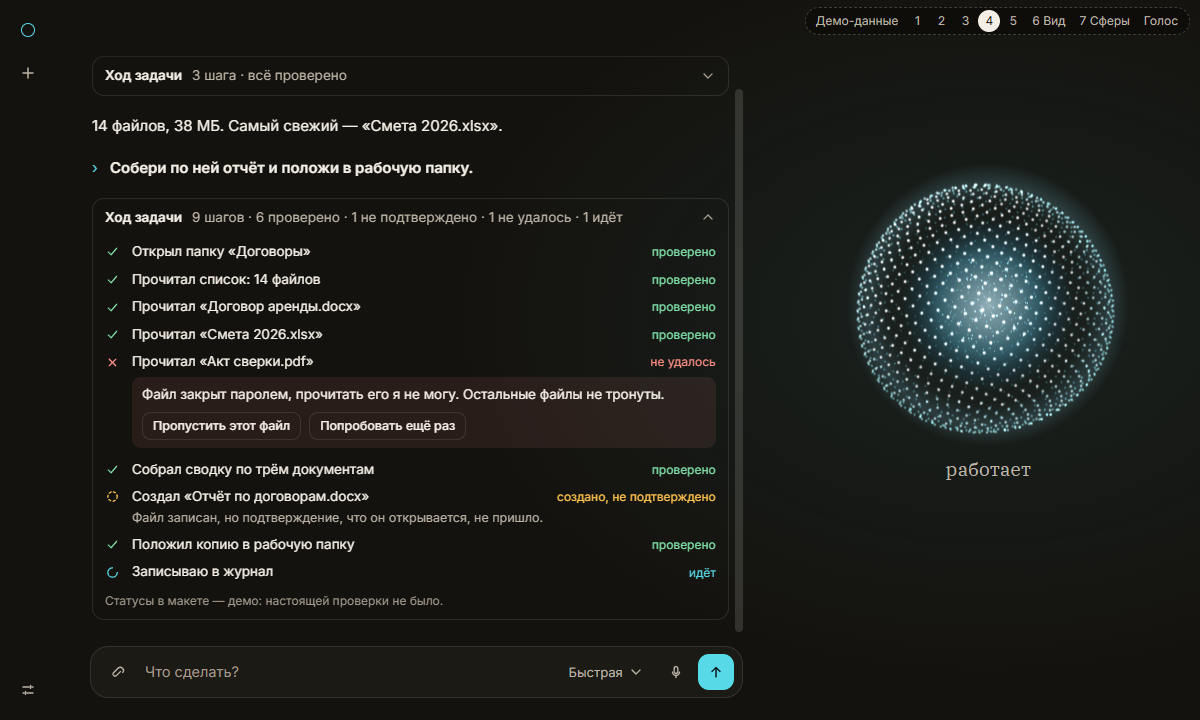 Демо-данные 1 2 3 4 5 6 Вид 7 Сферы Голос
Ход задачи 3 шага · всё проверено
14 файлов, 38 МБ. Самый свежий — «Смета 2026.xlsx».
Собери по ней отчёт и положи в рабочую папку.
Ход задачи 9 шагов · 6 проверено · 1 не подтверждено · 1 не удалось · 1 идёт
Открыл папку «Договоры» проверено
Прочитал список: 14 файлов проверено
Прочитал «Договор аренды.docx» проверено
Прочитал «Смета 2026.xlsx» проверено
Прочитал «Акт сверки.pdf» не удалось
Файл закрыт паролем, прочитать его я не могу. Остальные файлы не тронуты.
Пропустить этот файл Попробовать ещё раз
Собрал сводку по трём документам проверено
Создал «Отчёт по договорам.docx» создано, не подтверждено
Файл записан, но подтверждение, что он открывается, не пришло.
Положил копию в рабочую папку проверено
Записываю в журнал идёт
Статусы в макете — демо: настоящей проверки не было.
Что сделать? Быстрая
работает